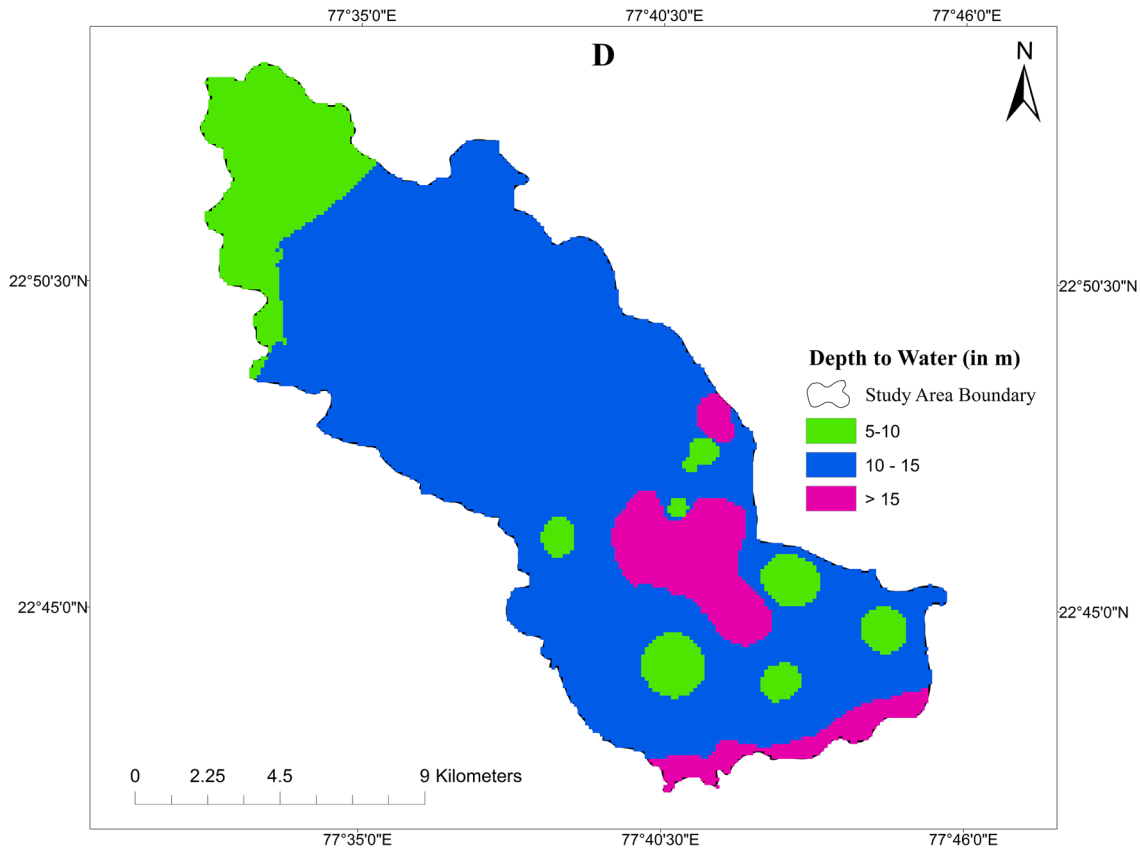 77°35'0"E 77°40'30"E 77°46'0"E
D
N
22°50'30"N 22°50'30"N
Depth to Water (in m)
Study Area Boundary
5-10
10 - 15
> 15
22°45'0"N 22°45'0"N
0 2.25 4.5 9 Kilometers
77°35'0"E 77°40'30"E 77°46'0"E